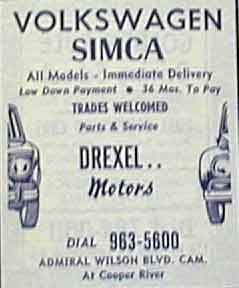 VOLKSWAGEN
SIMCA
All Models - Immediate Delivery
Low Down Payment • 36 Mos. To Pay
TRADES WELCOMED
Parts & Service
DREXEL..
Motors
DIAL 963-5600
ADMIRAL WILSON BLVD. CAM.
At Cooper River